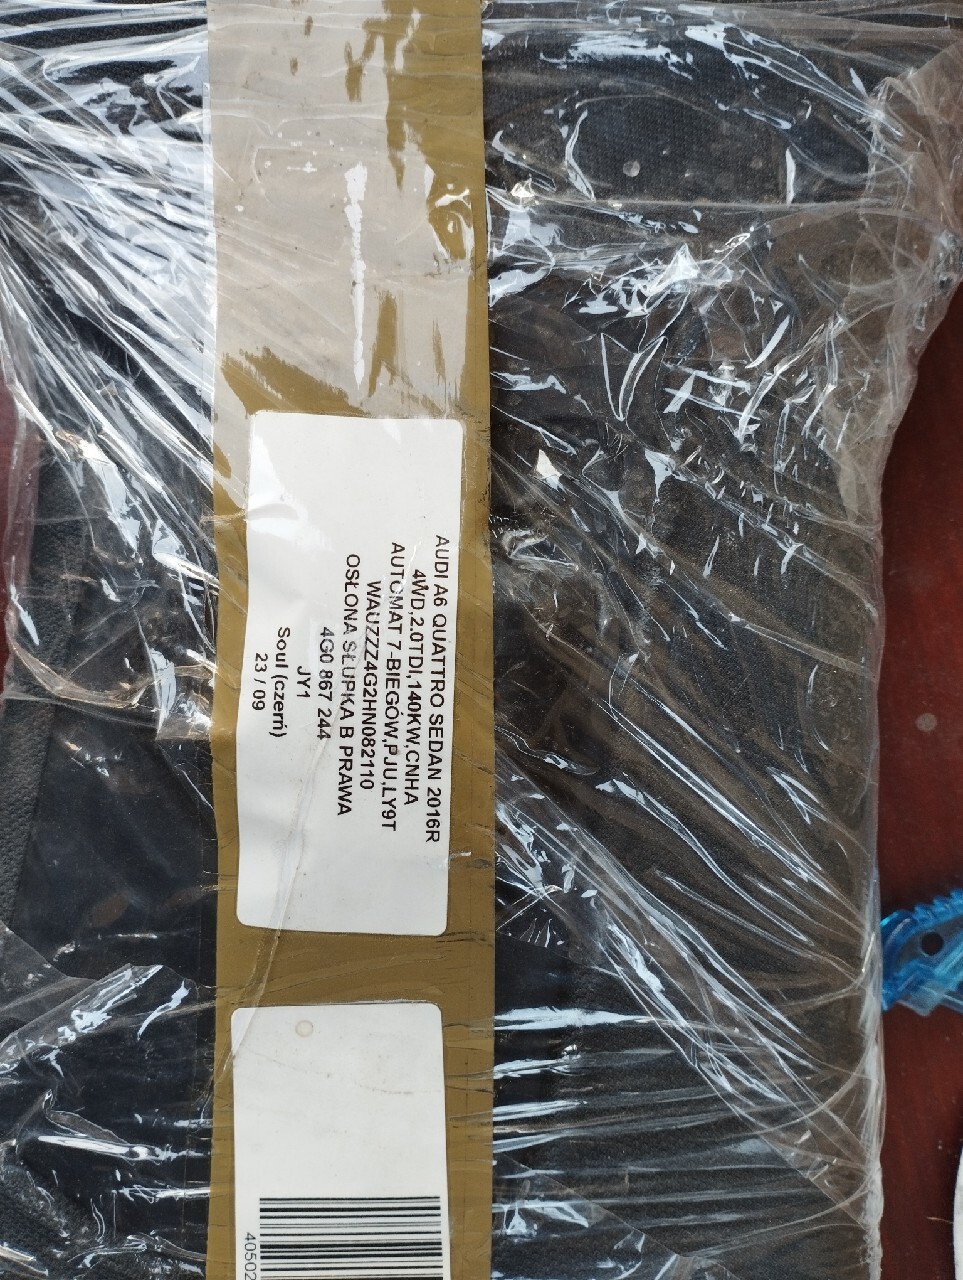 AUDI A6 QUATTRO SEDAN 2016R
4WD,2.0TDI,140KW,CNHA
AUTOMAT 7-BIEGÓW,PJU,LY9T
WAUZZZ4G2HN082110
OSŁONA SŁUPKA B PRAWA
4G0 867 244
JY1
Soul (czerń)
23 / 09
40502